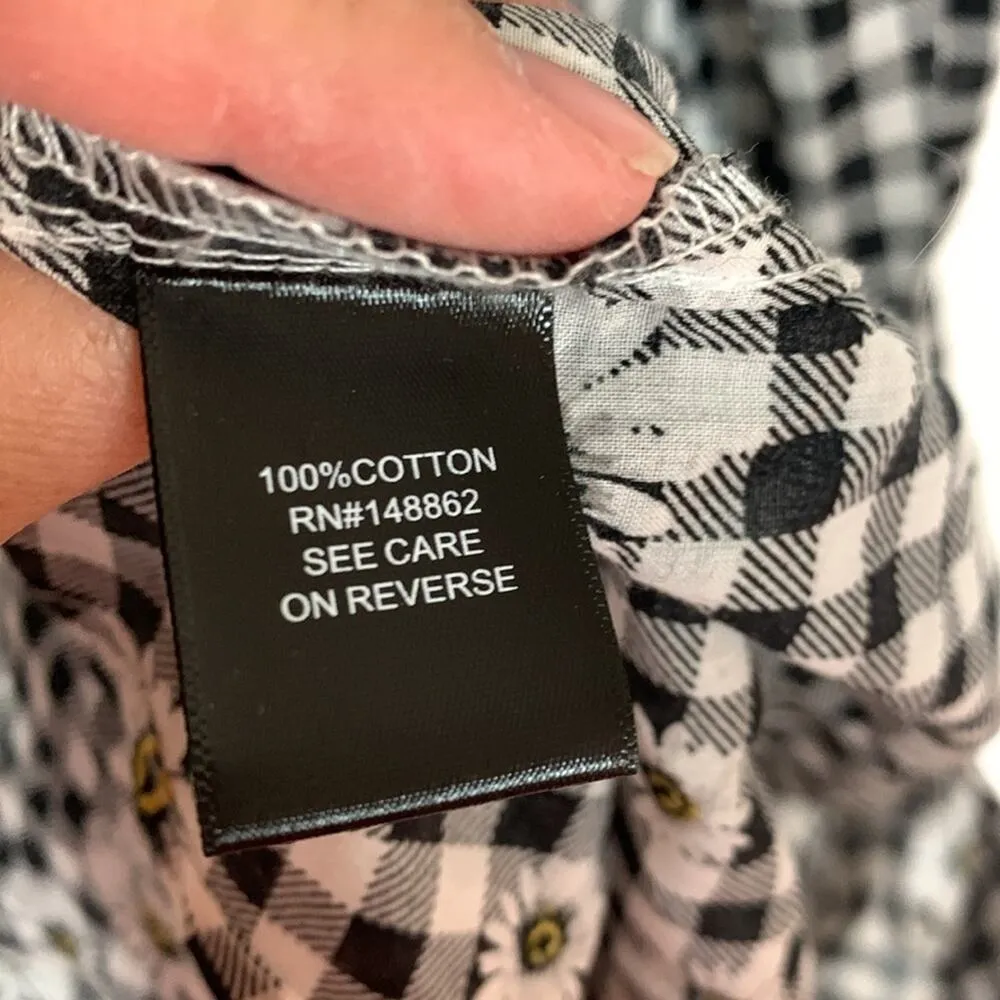 100%COTTON
RN#148862
SEE CARE
ON REVERSE